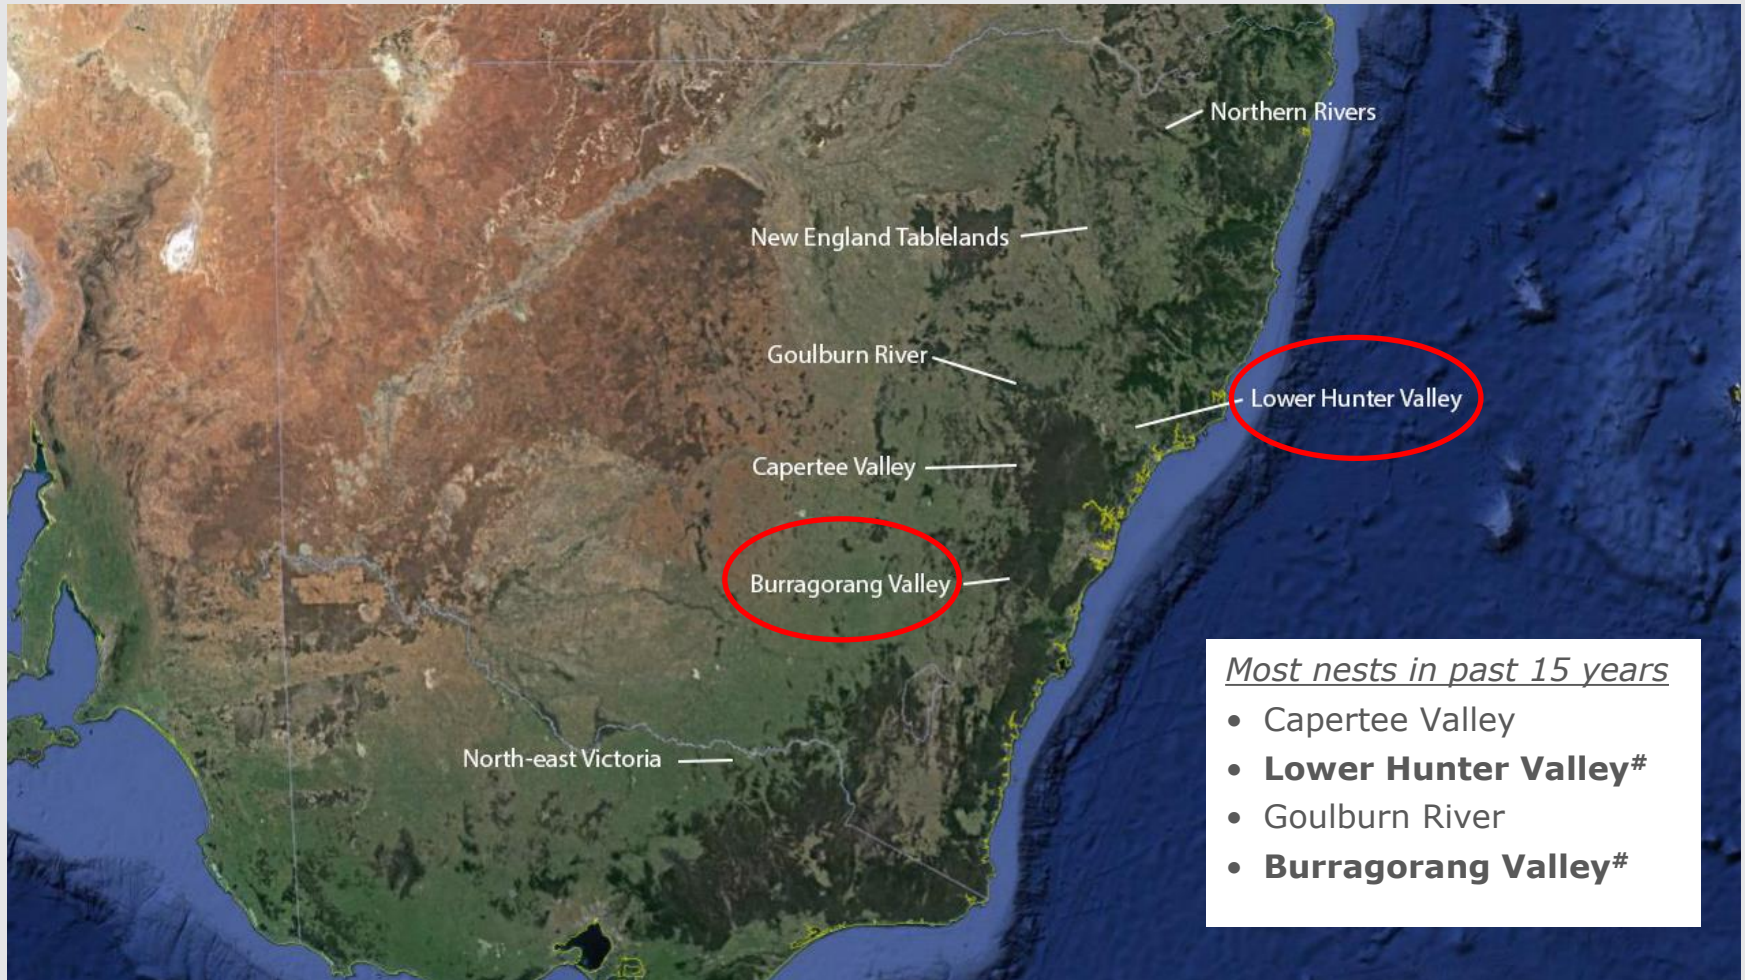 Northern Rivers
New England Tablelands
Goulburn River
Lower Hunter Valley
Capertee Valley
Burragorang Valley
North-east Victoria
Most nests in past 15 years
• Capertee Valley
• Lower Hunter Valley#
• Goulburn River
• Burragorang Valley#